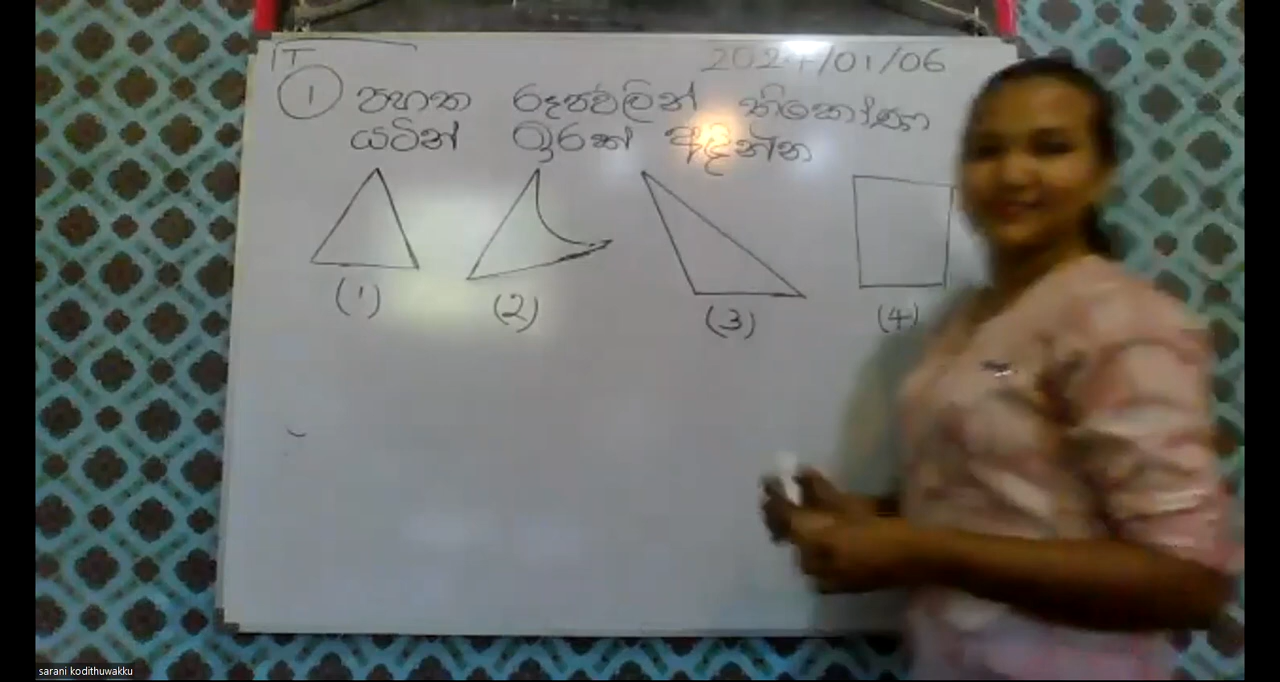 IT
2024/01/06
① පහත රූපවලින් ත්‍රිකෝණ
යටින් ඉරක් අඳින්න
(1) (2) (3) (4)
sarani kodithuwakku